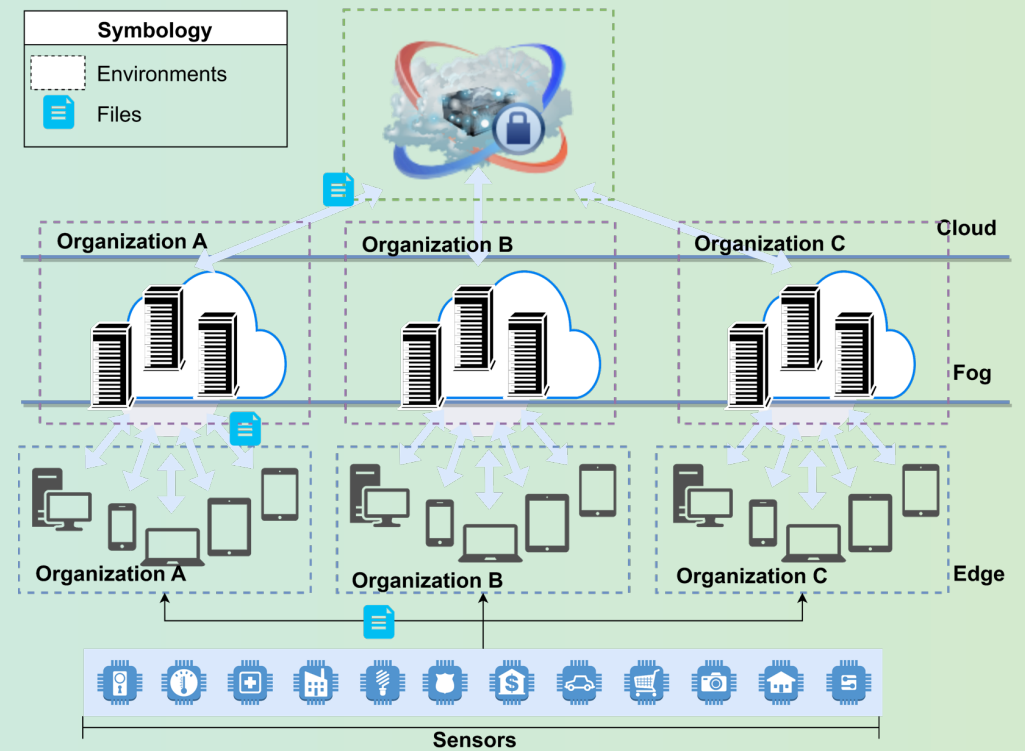 Symbology
Environments
Files
Cloud
Organization A
Organization B
Organization C
Fog
Organization A
Organization B
Organization C
Edge
Sensors